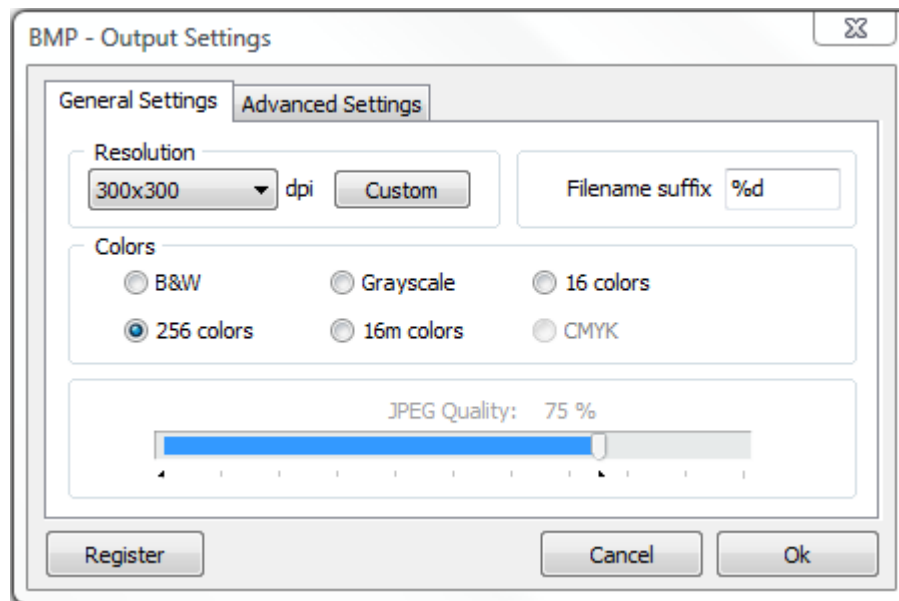 BMP - Output Settings
General Settings Advanced Settings
Resolution
300x300 dpi Custom Filename suffix %d
Colors
B&W Grayscale 16 colors
256 colors 16m colors CMYK
JPEG Quality: 75 %
Register Cancel Ok